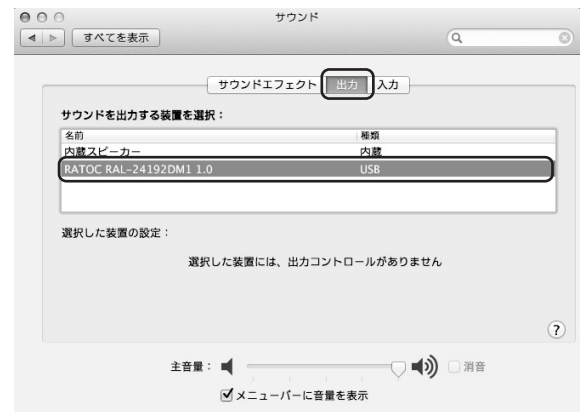 サウンド
すべてを表示
サウンドエフェクト 出力 入力
サウンドを出力する装置を選択：
名前 種類
内蔵スピーカー 内蔵
RATOC RAL-24192DM1 1.0 USB
選択した装置の設定：
選択した装置には、出力コントロールがありません
?
主音量： 消音
メニューバーに音量を表示